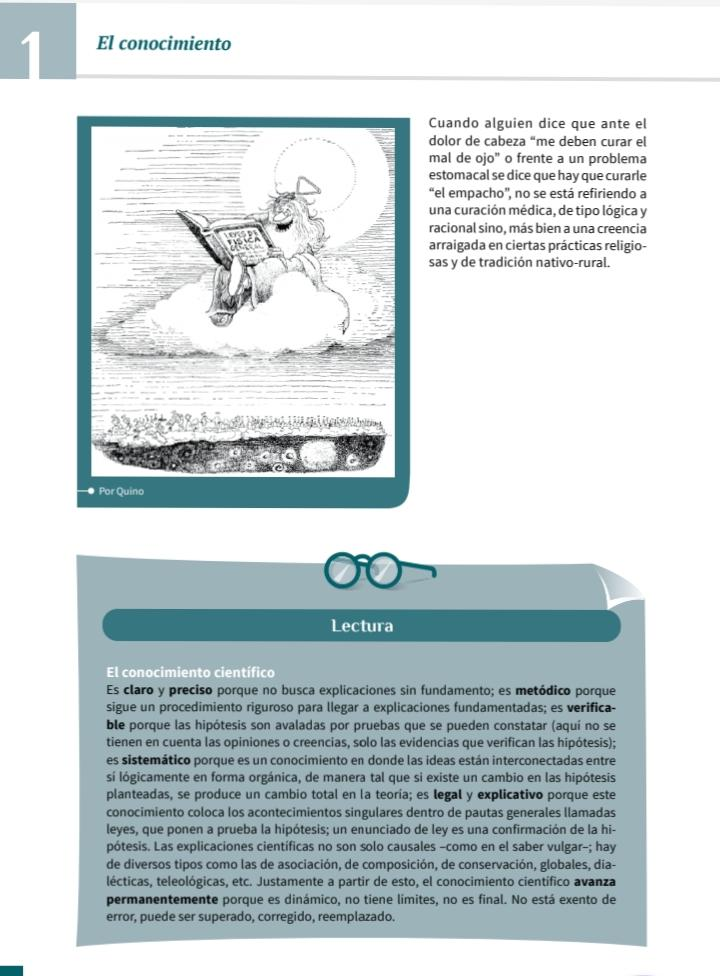 1
El conocimiento
Cuando alguien dice que ante el
dolor de cabeza “me deben curar el
mal de ojo” o frente a un problema
estomacal se dice que hay que curarle
“el empacho”, no se está refiriendo a
una curación médica, de tipo lógica y
racional sino, más bien a una creencia
arraigada en ciertas prácticas religio-
sas y de tradición nativo-rural.
LEYES DE
FISICA
GENERAL
Por Quino
Lectura
El conocimiento científico
Es claro y preciso porque no busca explicaciones sin fundamento; es metódico porque
sigue un procedimiento riguroso para llegar a explicaciones fundamentadas; es verifica-
ble porque las hipótesis son avaladas por pruebas que se pueden constatar (aquí no se
tienen en cuenta las opiniones o creencias, solo las evidencias que verifican las hipótesis);
es sistemático porque es un conocimiento en donde las ideas están interconectadas entre
sí lógicamente en forma orgánica, de manera tal que si existe un cambio en las hipótesis
planteadas, se produce un cambio total en la teoría; es legal y explicativo porque este
conocimiento coloca los acontecimientos singulares dentro de pautas generales llamadas
leyes, que ponen a prueba la hipótesis; un enunciado de ley es una confirmación de la hi-
pótesis. Las explicaciones científicas no son solo causales –como en el saber vulgar–; hay
de diversos tipos como las de asociación, de composición, de conservación, globales, dia-
lécticas, teleológicas, etc. Justamente a partir de esto, el conocimiento científico avanza
permanentemente porque es dinámico, no tiene límites, no es final. No está exento de
error, puede ser superado, corregido, reemplazado.